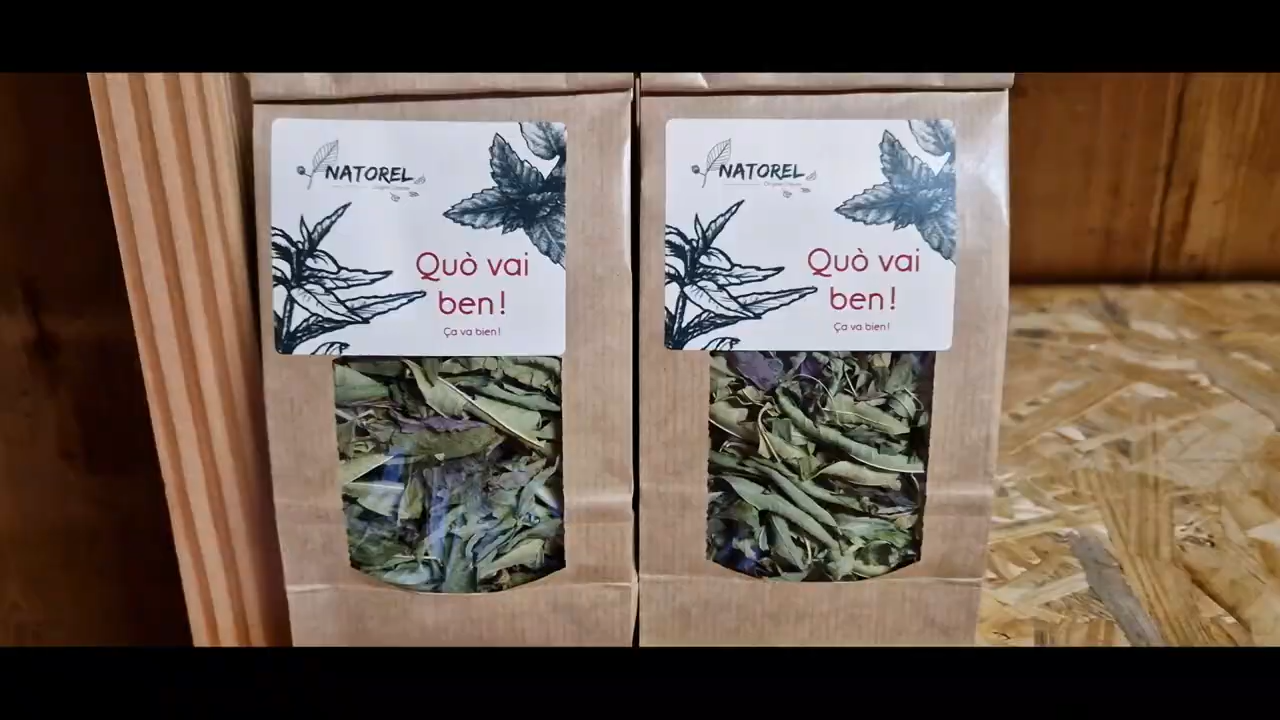 NATOREL
Quò vai
ben!
Ça va bien!
NATOREL
Quò vai
ben!
Ça va bien!